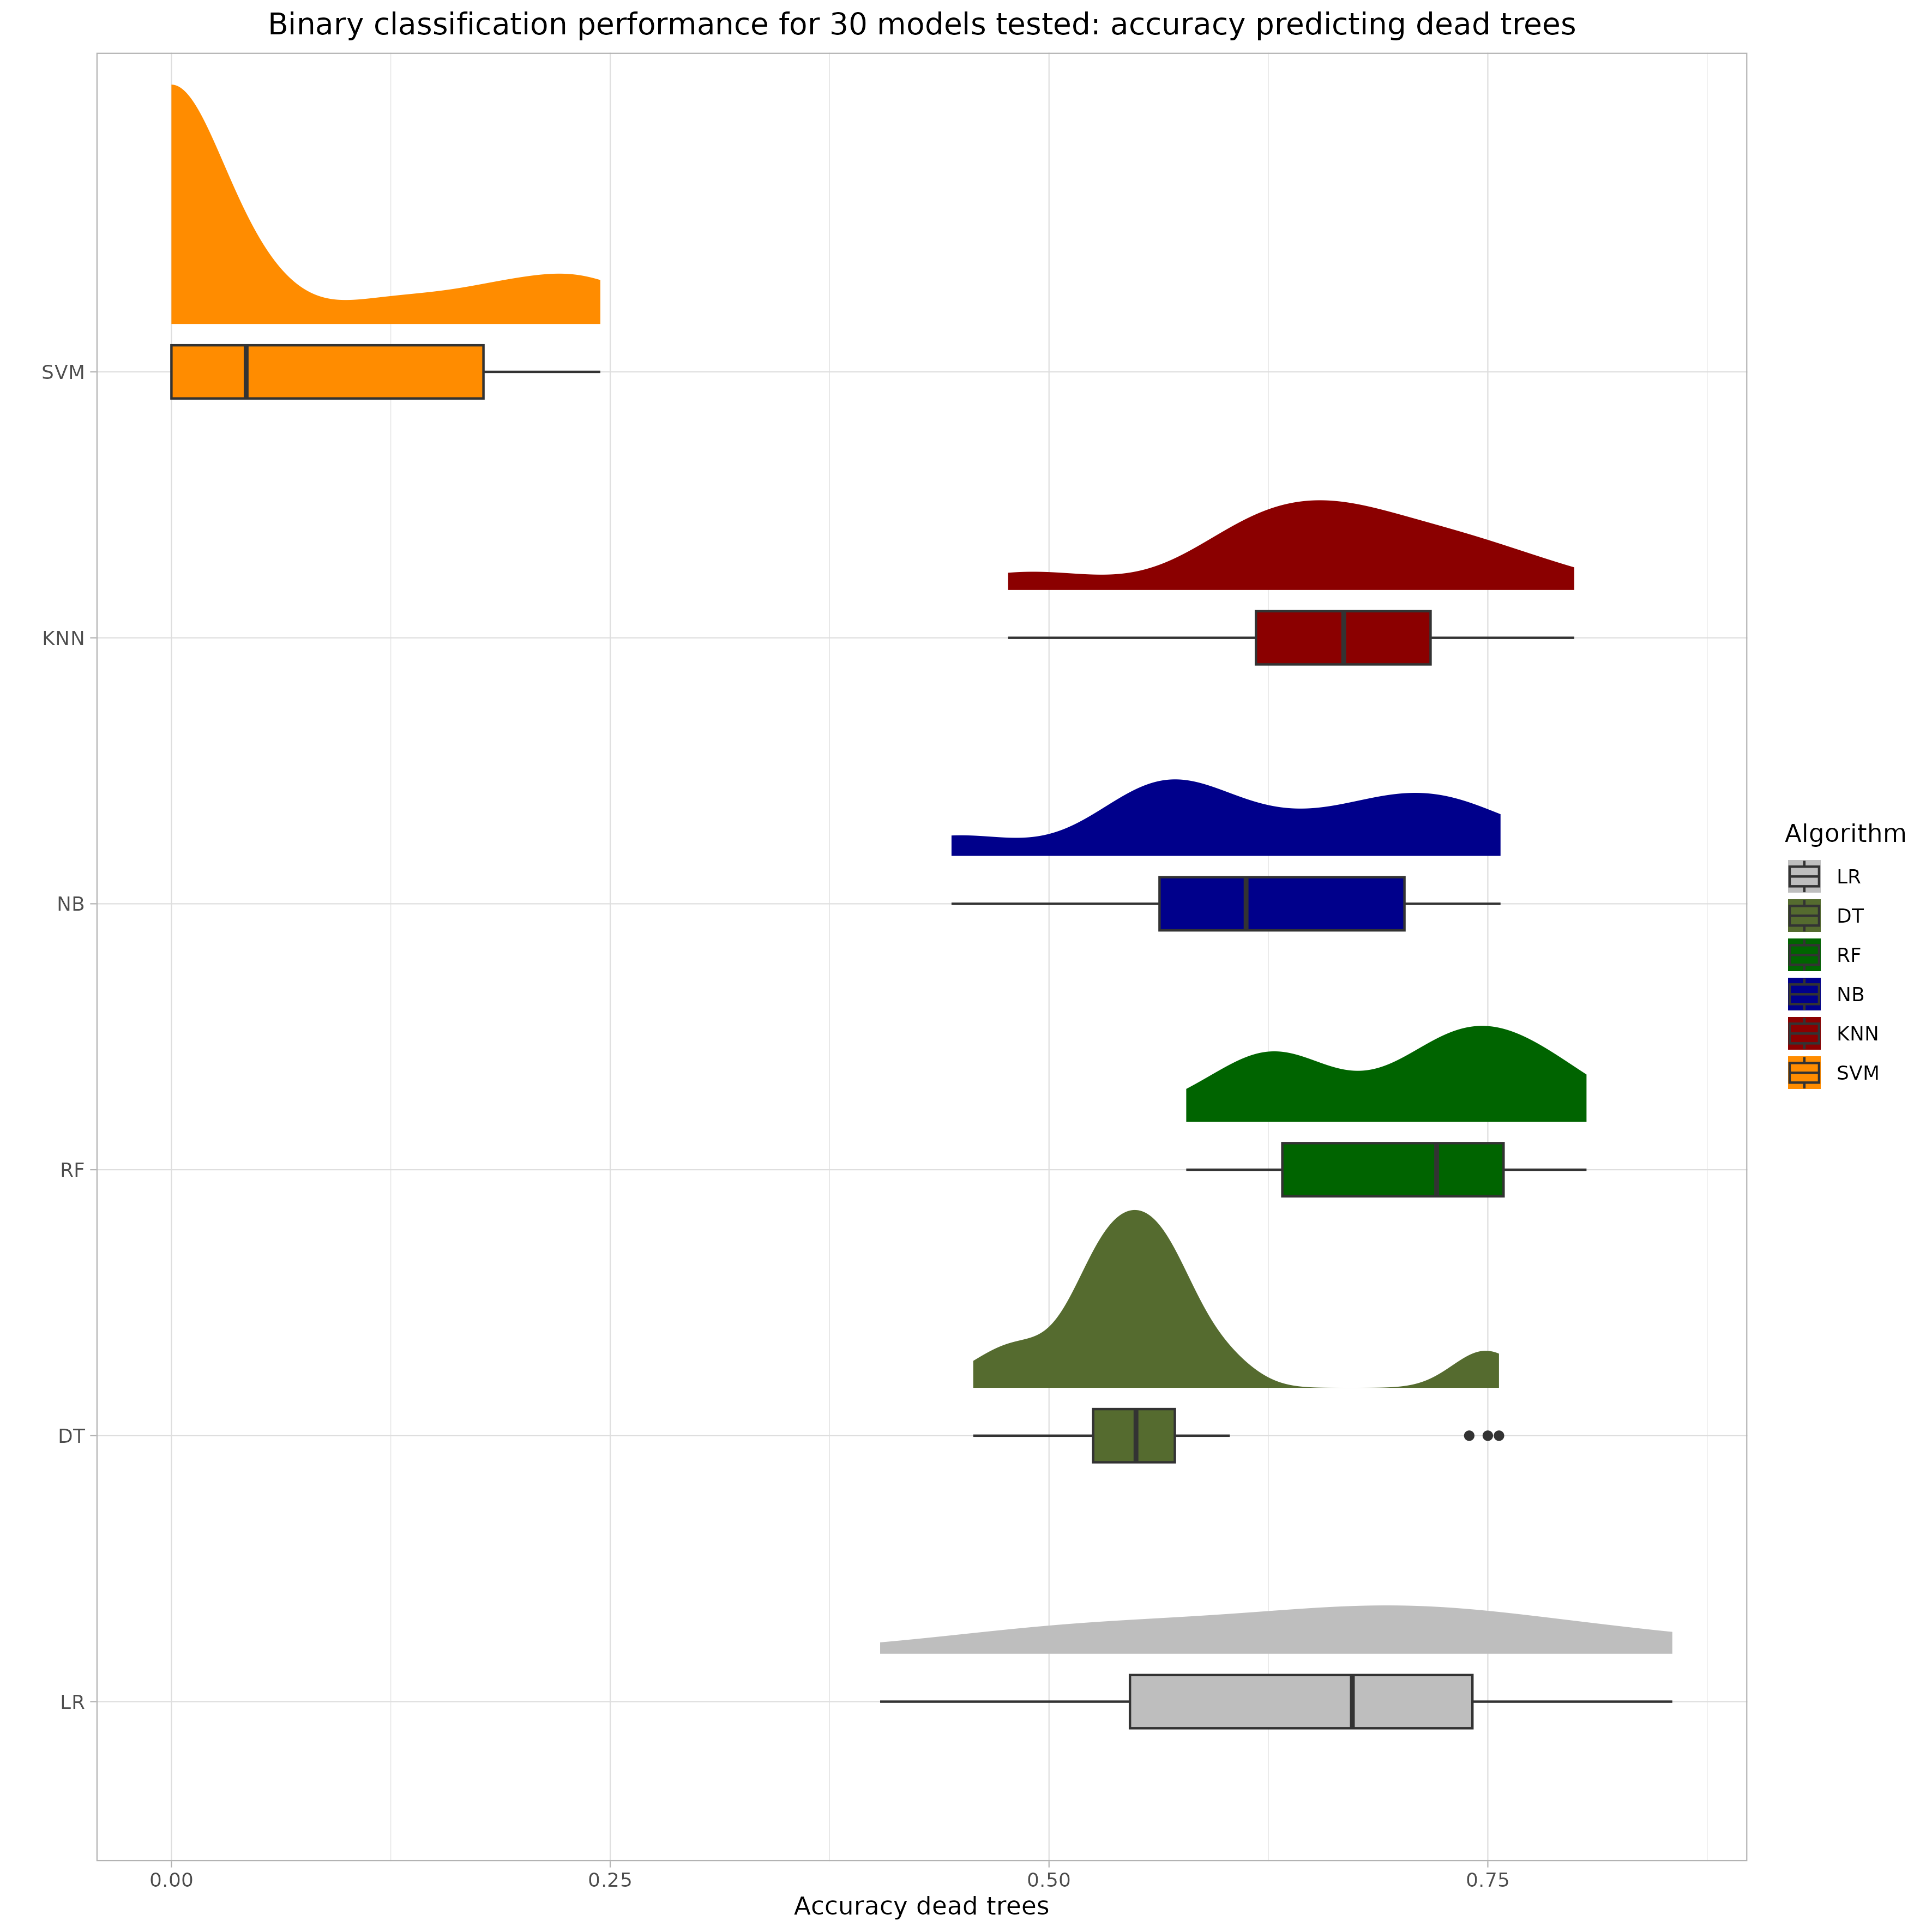 Binary classification performance for 30 models tested: accuracy predicting dead trees
SVM
KNN
NB
RF
DT
LR
0.00
0.25
0.50
0.75
Accuracy dead trees
Algorithm
LR
DT
RF
NB
KNN
SVM